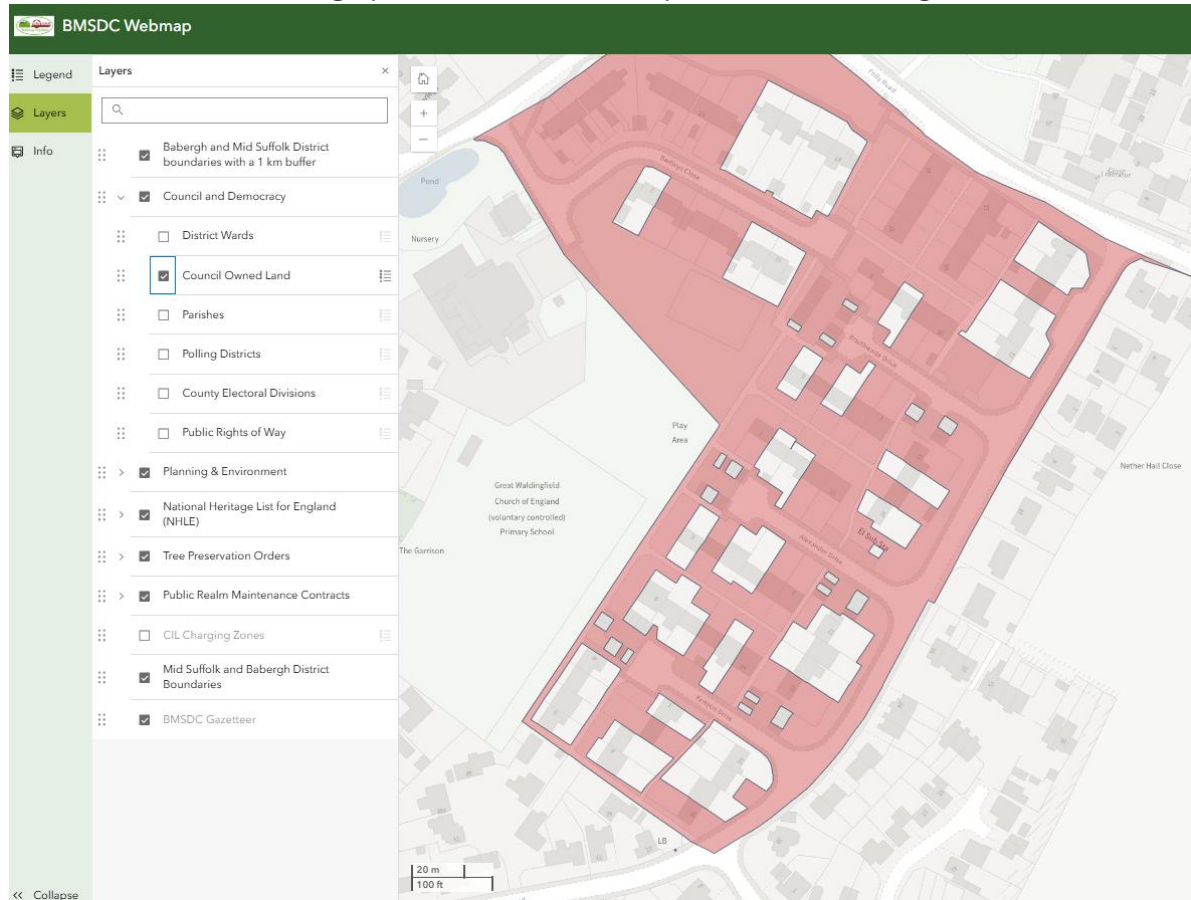 BMSDC Webmap
Legend
Layers
Info
Collapse
Layers
Babergh and Mid Suffolk District
boundaries with a 1 km buffer
Council and Democracy
District Wards
Council Owned Land
Parishes
Polling Districts
County Electoral Divisions
Public Rights of Way
Planning & Environment
National Heritage List for England
(NHLE)
Tree Preservation Orders
Public Realm Maintenance Contracts
CIL Charging Zones
Mid Suffolk and Babergh District
Boundaries
BMSDC Gazetteer
Folly Road
Pond
Nursery
Play
Area
Nether Hall Close
Great Waldingfield
Church of England
(voluntary controlled)
Primary School
El Sub Sta
Alexander Drive
The Garrison
LB
20 m
100 ft